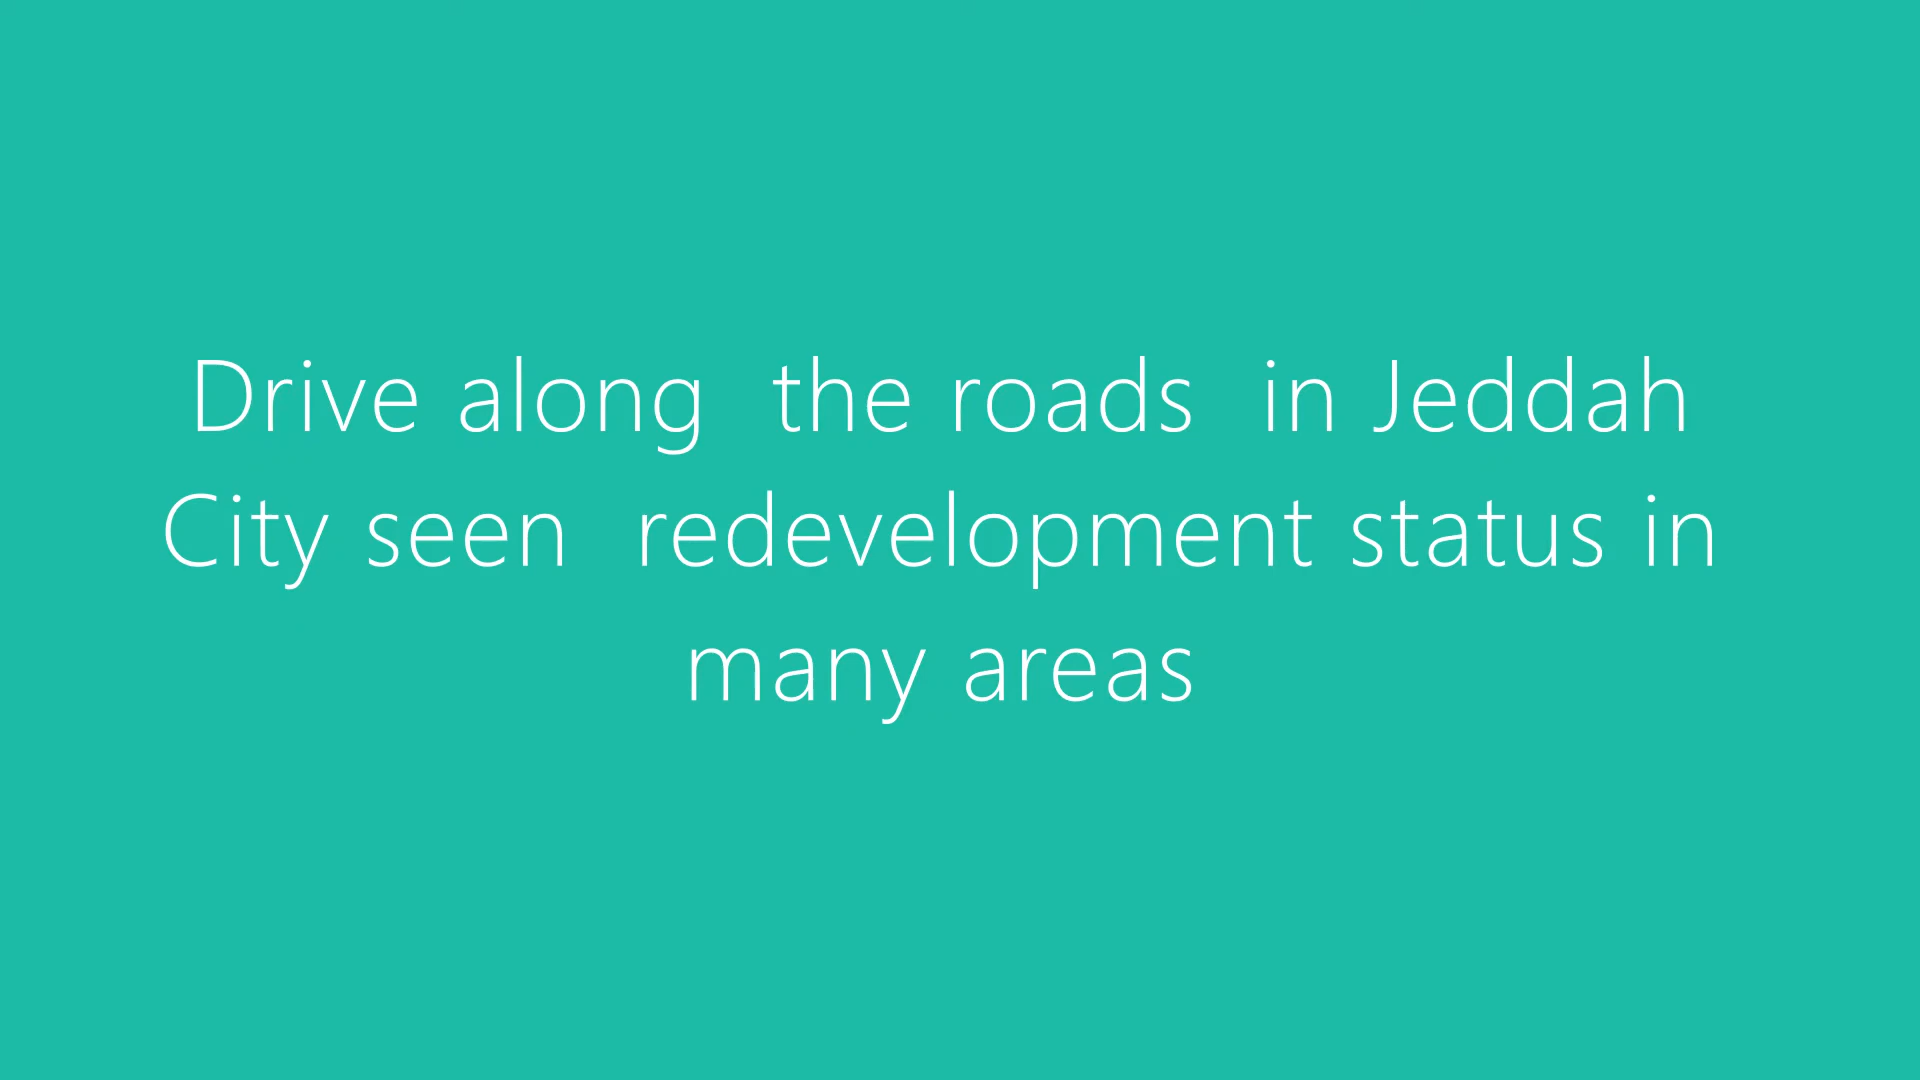 Drive along  the roads  in Jeddah
City seen  redevelopment status in
many areas